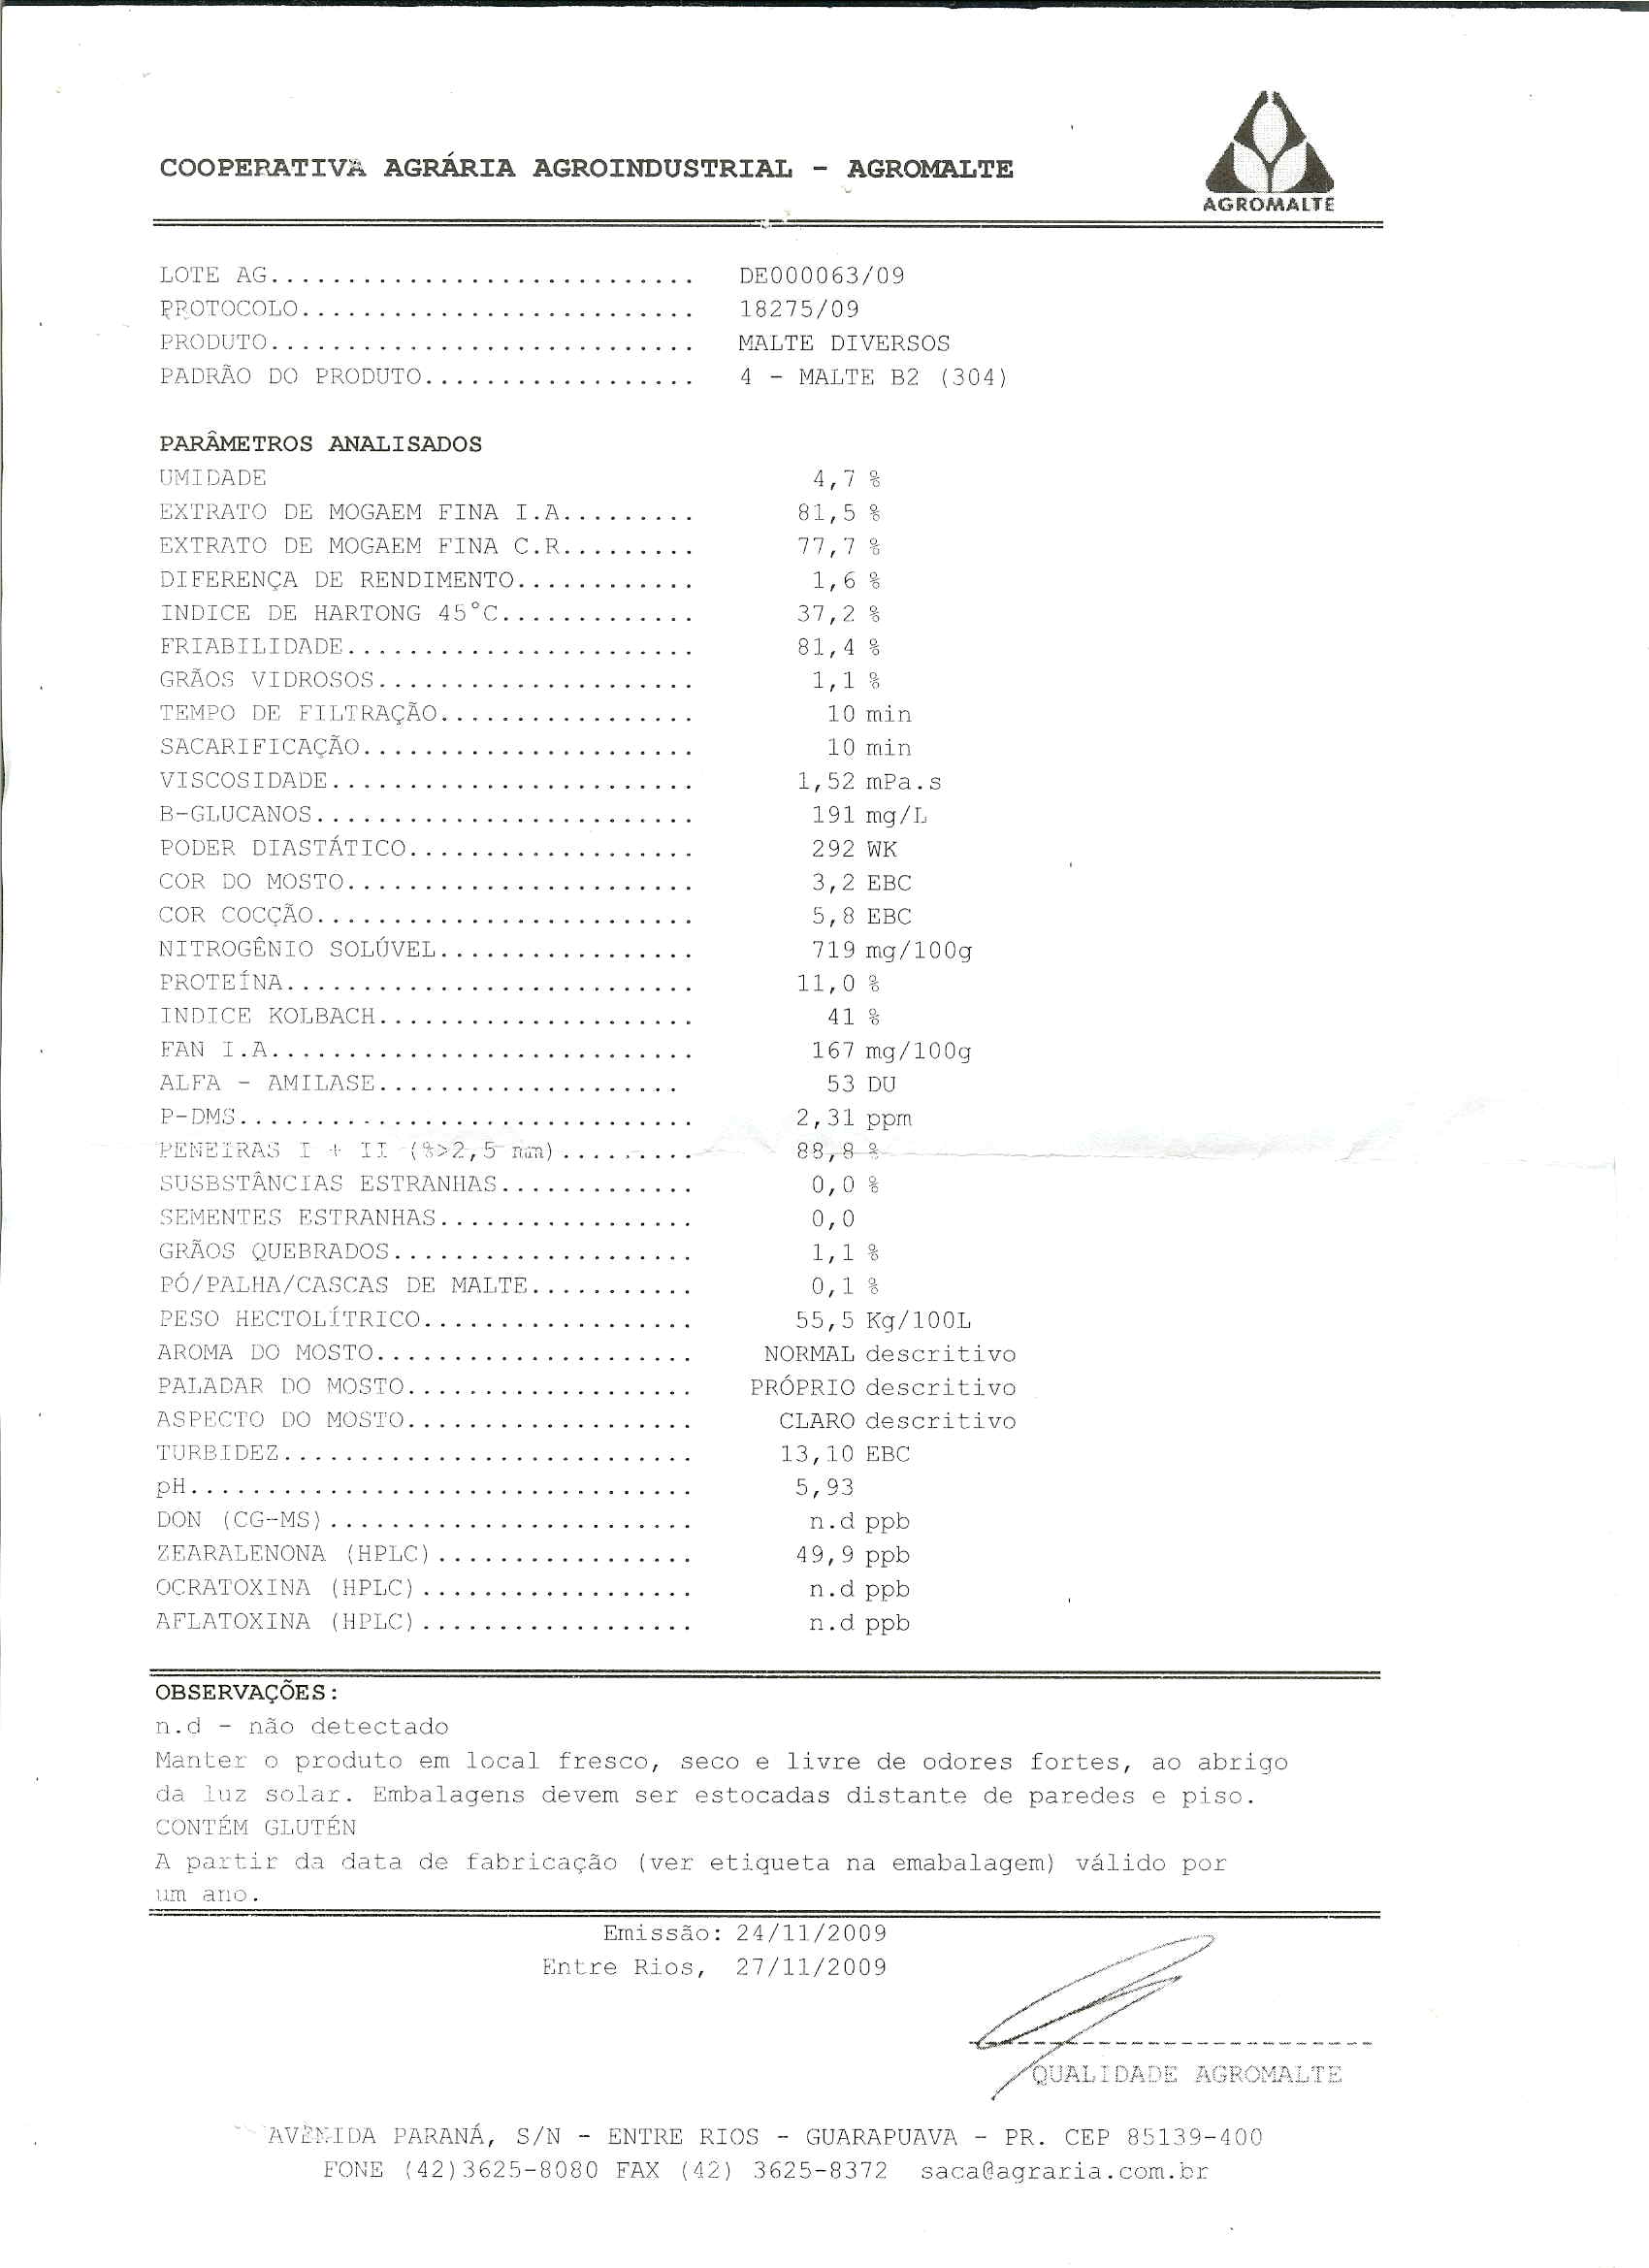 COOPERATIVA AGRÁRIA AGROINDUSTRIAL - AGROMALTE
AGROMALTE
LOTE AG............................ DE000063/09
PROTOCOLO.......................... 18275/09
PRODUTO............................ MALTE DIVERSOS
PADRÃO DO PRODUTO.................. 4 - MALTE B2 (304)
PARÂMETROS ANALISADOS
UMIDADE 4,7 %
EXTRATO DE MOGAEM FINA I.A......... 81,5 %
EXTRATO DE MOGAEM FINA C.R......... 77,7 %
DIFERENÇA DE RENDIMENTO............ 1,6 %
INDICE DE HARTONG 45°C............. 37,2 %
FRIABILIDADE....................... 81,4 %
GRÃOS VIDROSOS..................... 1,1 %
TEMPO DE FILTRAÇÃO................. 10 min
SACARIFICAÇÃO...................... 10 min
VISCOSIDADE........................ 1,52 mPa.s
B-GLUCANOS......................... 191 mg/L
PODER DIASTÁTICO................... 292 WK
COR DO MOSTO....................... 3,2 EBC
COR COCÇÃO......................... 5,8 EBC
NITROGÊNIO SOLÚVEL................. 719 mg/100g
PROTEÍNA........................... 11,0 %
INDICE KOLBACH..................... 41 %
FAN I.A............................ 167 mg/100g
ALFA - AMILASE.................... 53 DU
P-DMS.............................. 2,31 ppm
PENEIRAS I + II (%>2,5 mm)......... 88,8 %
SUSBSTÂNCIAS ESTRANHAS............. 0,0 %
SEMENTES ESTRANHAS................. 0,0
GRÃOS QUEBRADOS.................... 1,1 %
PÓ/PALHA/CASCAS DE MALTE........... 0,1 %
PESO HECTOLÍTRICO.................. 55,5 Kg/100L
AROMA DO MOSTO..................... NORMAL descritivo
PALADAR DO MOSTO................... PRÓPRIO descritivo
ASPECTO DO MOSTO................... CLARO descritivo
TURBIDEZ........................... 13,10 EBC
pH................................. 5,93
DON (CG-MS)........................ n.d ppb
ZEARALENONA (HPLC)................. 49,9 ppb
OCRATOXINA (HPLC).................. n.d ppb
AFLATOXINA (HPLC).................. n.d ppb
OBSERVAÇÕES:
n.d - não detectado
Manter o produto em local fresco, seco e livre de odores fortes, ao abrigo
da luz solar. Embalagens devem ser estocadas distante de paredes e piso.
CONTÉM GLUTÉN
A partir da data de fabricação (ver etiqueta na emabalagem) válido por
um ano.
Emissão: 24/11/2009
Entre Rios, 27/11/2009
QUALIDADE AGROMALTE
AVENIDA PARANÁ, S/N - ENTRE RIOS - GUARAPUAVA - PR. CEP 85139-400
FONE (42)3625-8080 FAX (42) 3625-8372 saca@agraria.com.br